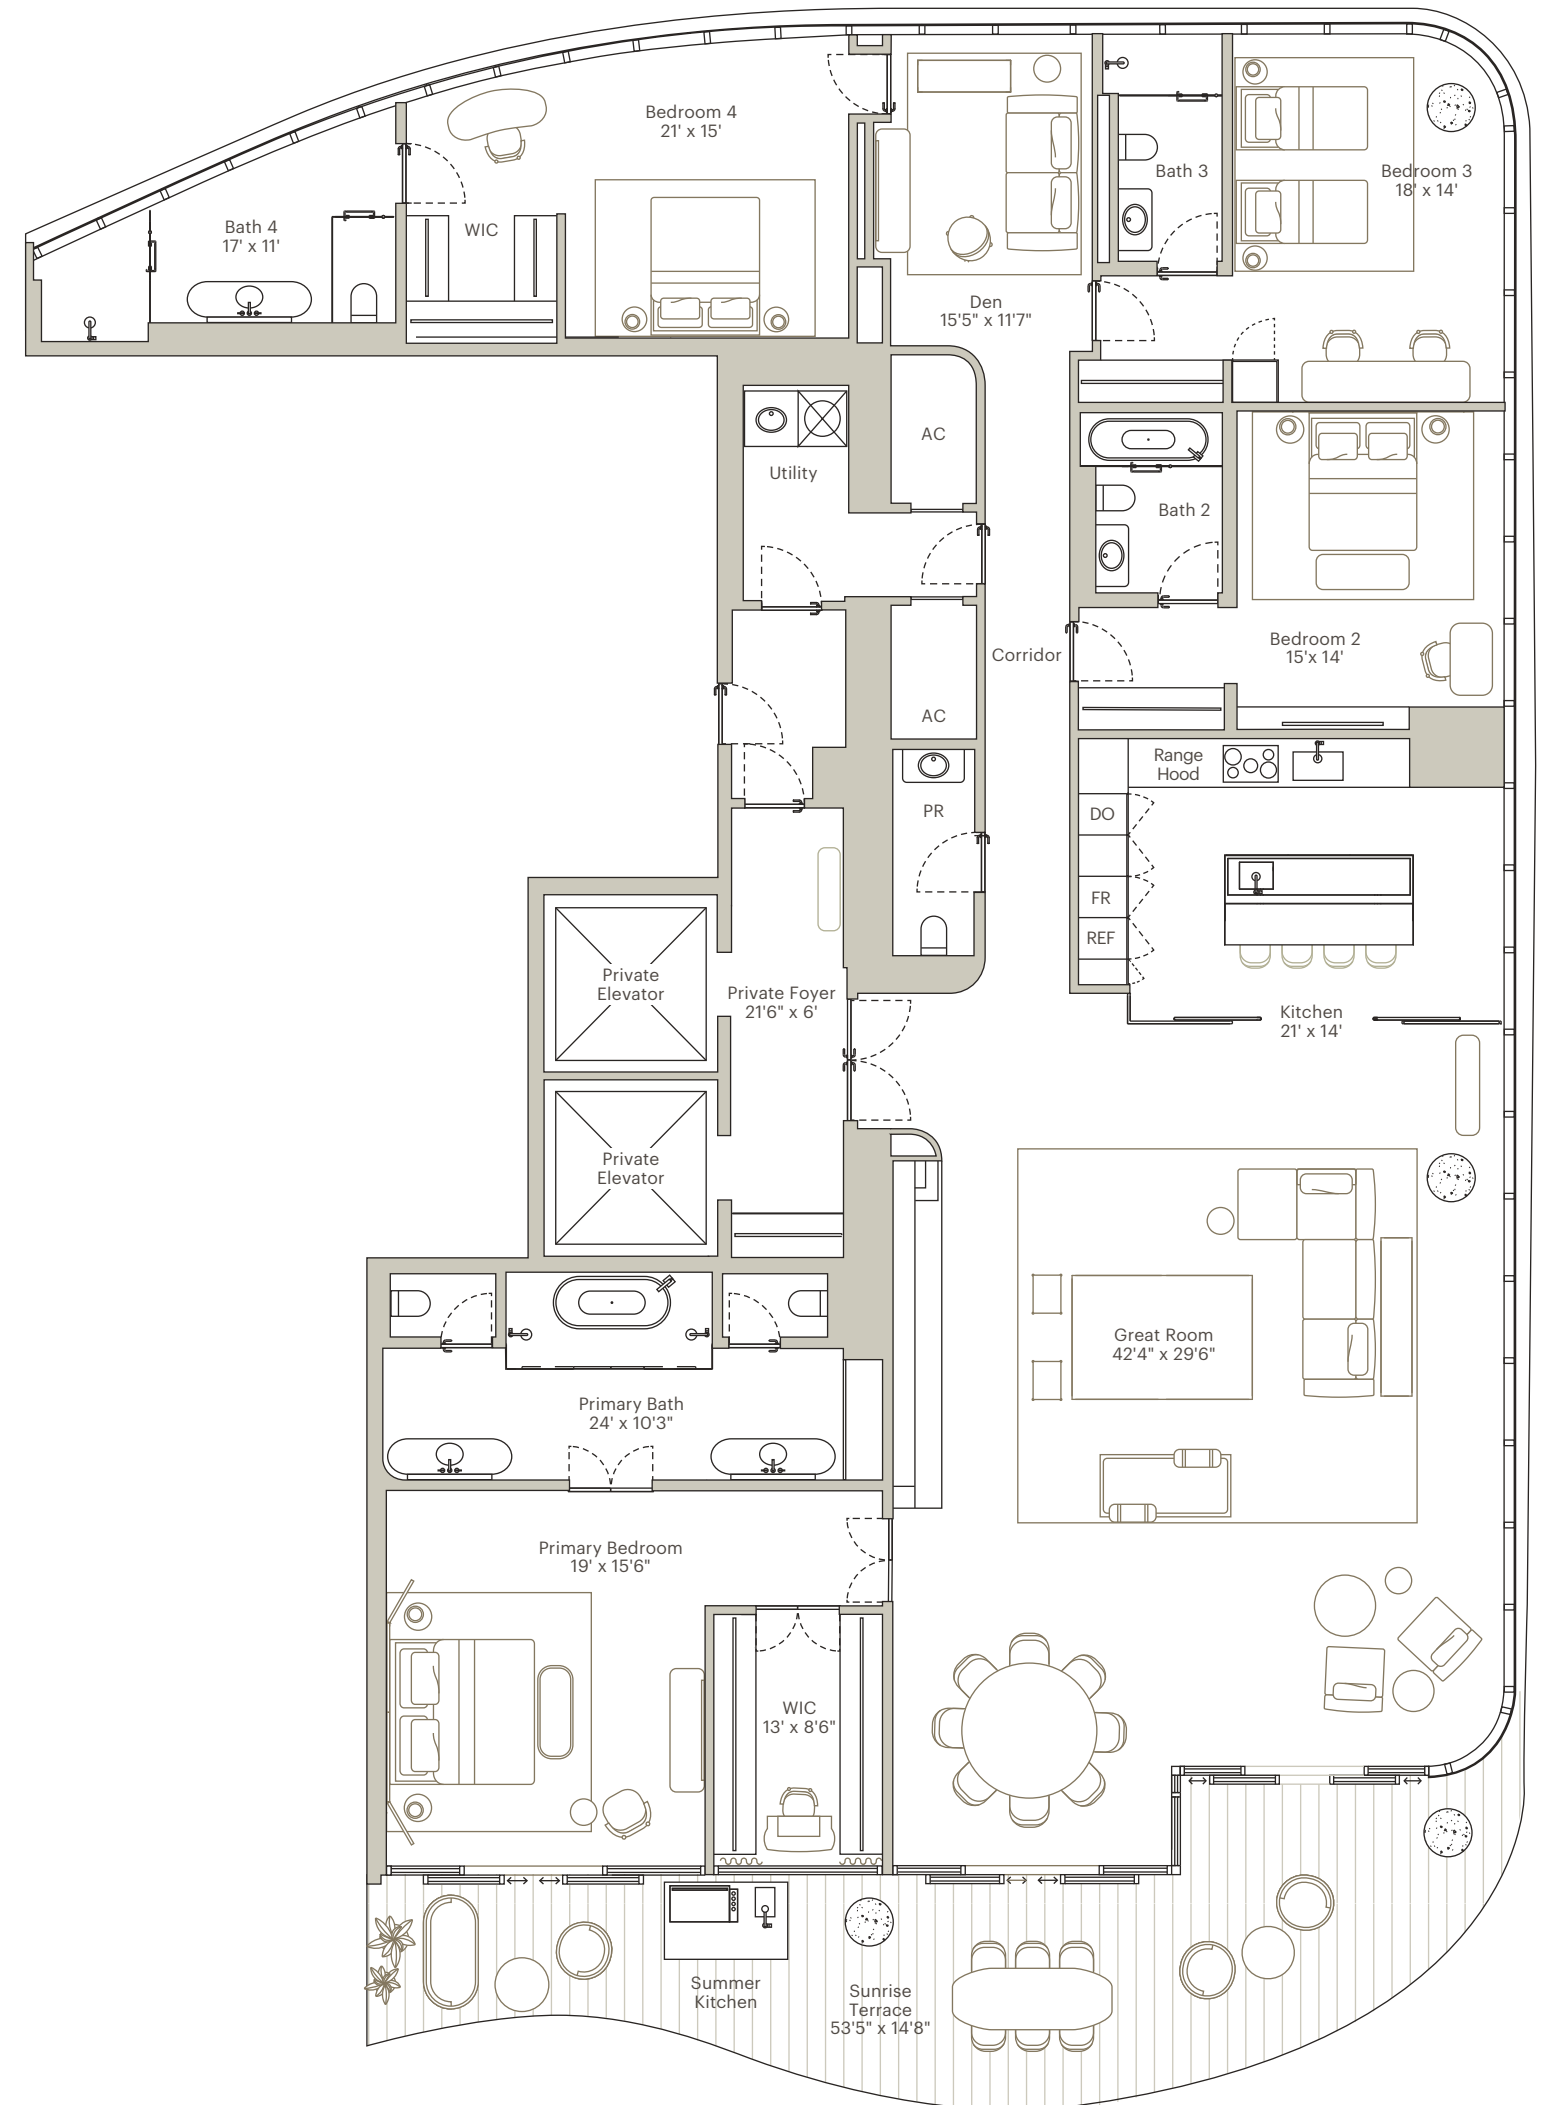 Bedroom 4
21' x 15'
Bath 3
Bedroom 3
18' x 14'
Bath 4
17' x 11'
WIC
Den
15'5" x 11'7"
AC
Utility
Bath 2
Bedroom 2
15'x 14'
Corridor
AC
Range
Hood
DO
PR
FR
REF
Private
Elevator
Private Foyer
21'6" x 6'
Kitchen
21' x 14'
Private
Elevator
Great Room
42'4" x 29'6"
Primary Bath
24' x 10'3"
Primary Bedroom
19' x 15'6"
WIC
13' x 8'6"
Summer
Kitchen
Sunrise
Terrace
53'5" x 14'8"